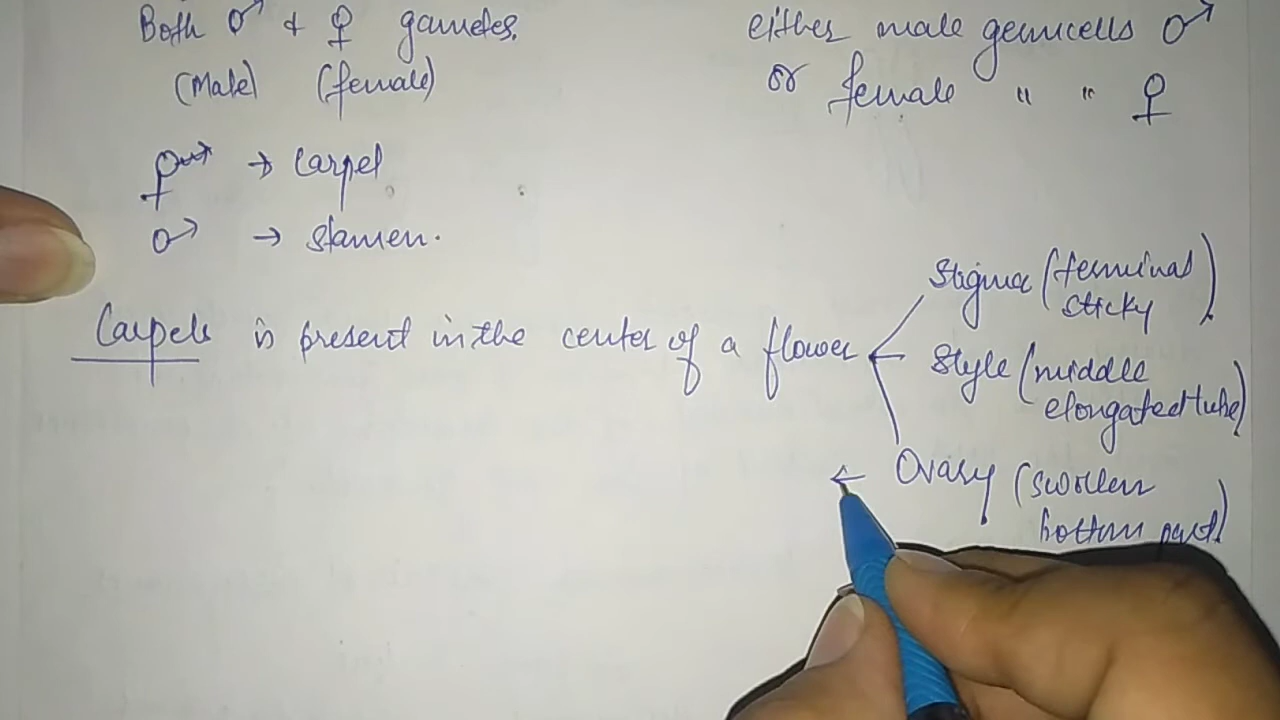 Both ♂ & ♀ gametes.
(Male) (female)
either male germcells ♂
or female " " ♀
♀ → Carpel
♂ → stamen.
Carpels is present in the center of a flower
Stigma (terminal
sticky)
Style (middle
elongated tube)
← Ovary (swollen
bottom part)